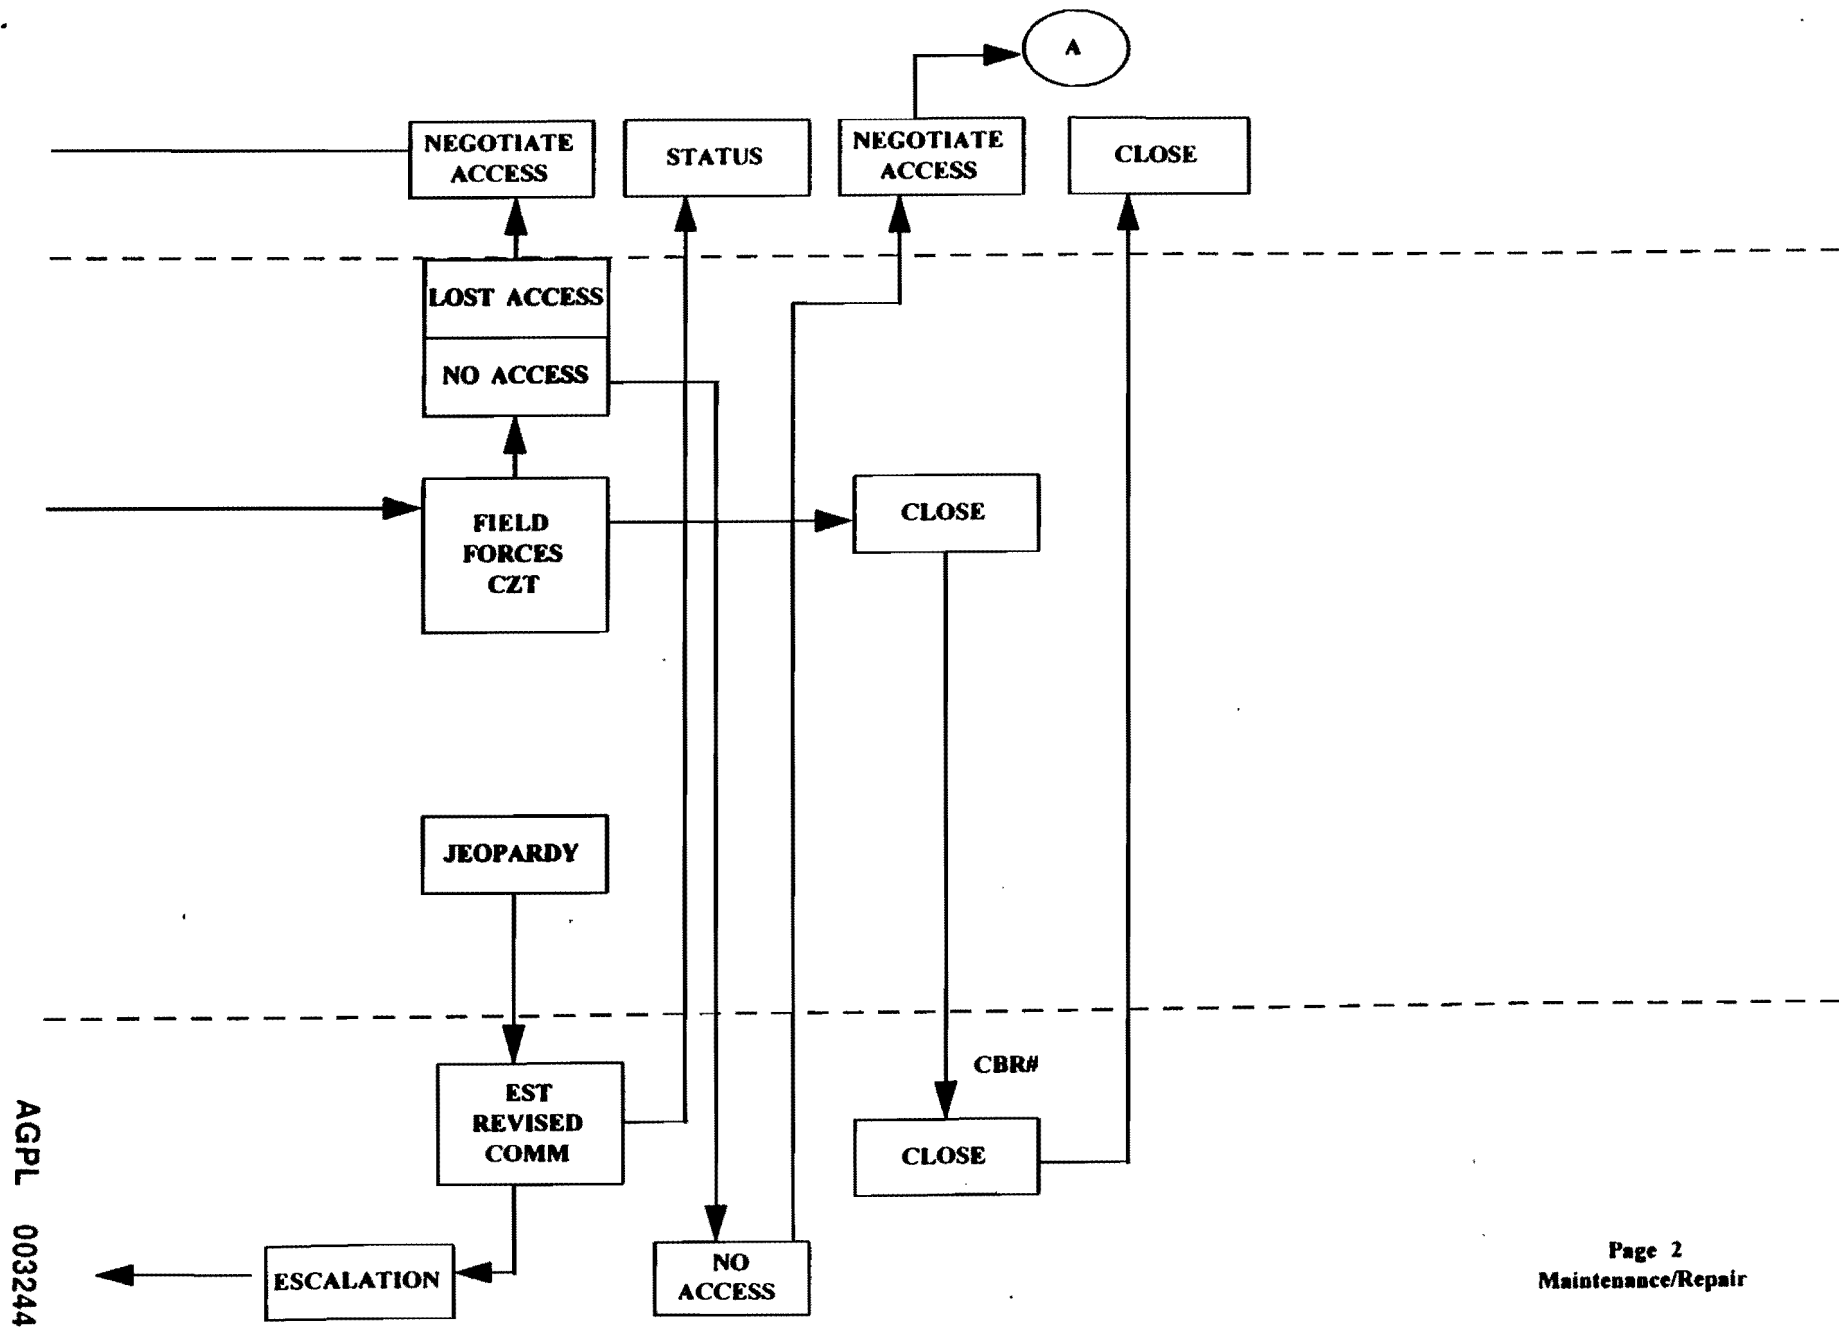 A
NEGOTIATE
ACCESS
STATUS
NEGOTIATE
ACCESS
CLOSE
LOST ACCESS
NO ACCESS
FIELD
FORCES
CZT
CLOSE
JEOPARDY
CBR#
EST
REVISED
COMM
CLOSE
ESCALATION
NO
ACCESS
Page 2
Maintenance/Repair
AGPL 003244